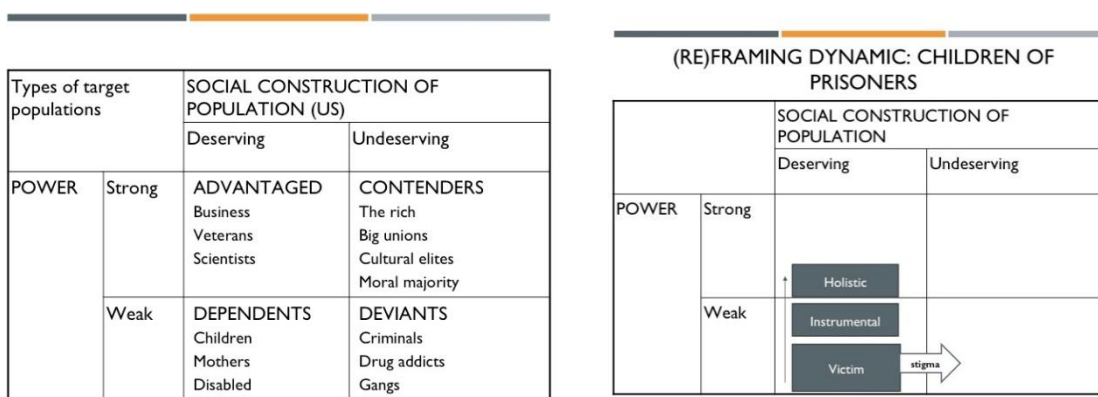 Types of target
populations
SOCIAL CONSTRUCTION OF
POPULATION (US)
Deserving
Undeserving
POWER
Strong
ADVANTAGED
Business
Veterans
Scientists
CONTENDERS
The rich
Big unions
Cultural elites
Moral majority
Weak
DEPENDENTS
Children
Mothers
Disabled
DEVIANTS
Criminals
Drug addicts
Gangs
(RE)FRAMING DYNAMIC: CHILDREN OF
PRISONERS
SOCIAL CONSTRUCTION OF
POPULATION
Deserving
Undeserving
POWER
Strong
Holistic
Weak
Instrumental
Victim
stigma